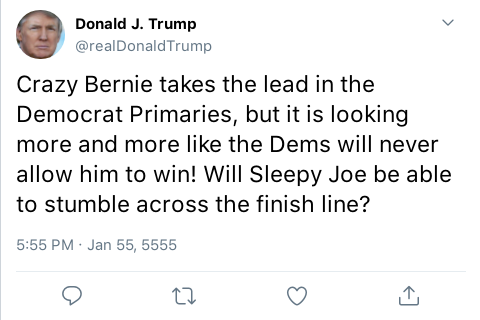 Donald J. Trump
@realDonaldTrump
Crazy Bernie takes the lead in the
Democrat Primaries, but it is looking
more and more like the Dems will never
allow him to win! Will Sleepy Joe be able
to stumble across the finish line?
5:55 PM · Jan 55, 5555